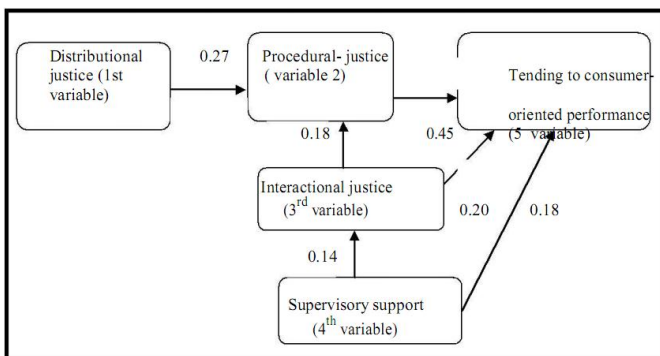 Distributional
justice (1st
variable)
0.27
Procedural- justice
( variable 2)
Tending to consumer-
oriented performance
(5 variable)
0.18
0.45
Interactional justice
(3rd variable)
0.20
0.18
0.14
Supervisory support
(4th variable)